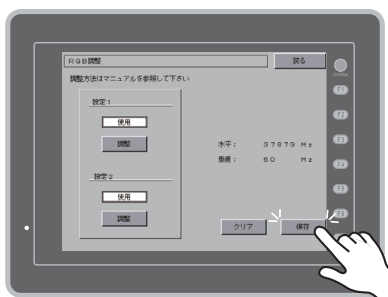 RGB調整
戻る
調整方法はマニュアルを参照して下さい
設定1
使用
調整
水平: 37879 Hz
垂直: 60 Hz
設定2
使用
調整
クリア
保存
F1
F2
F3
F4
F5
F6